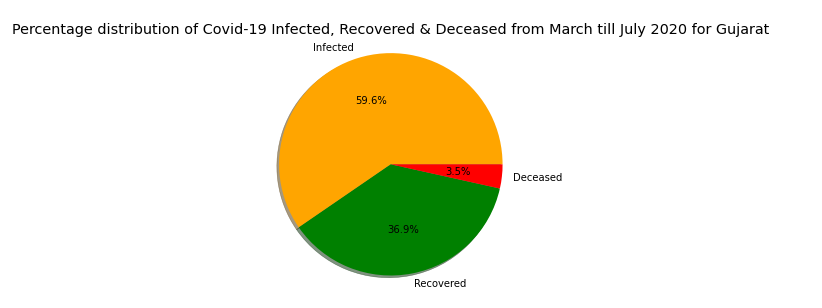 Percentage distribution of Covid-19 Infected, Recovered & Deceased from March till July 2020 for Gujarat
Infected
59.6%
3.5%
Deceased
36.9%
Recovered